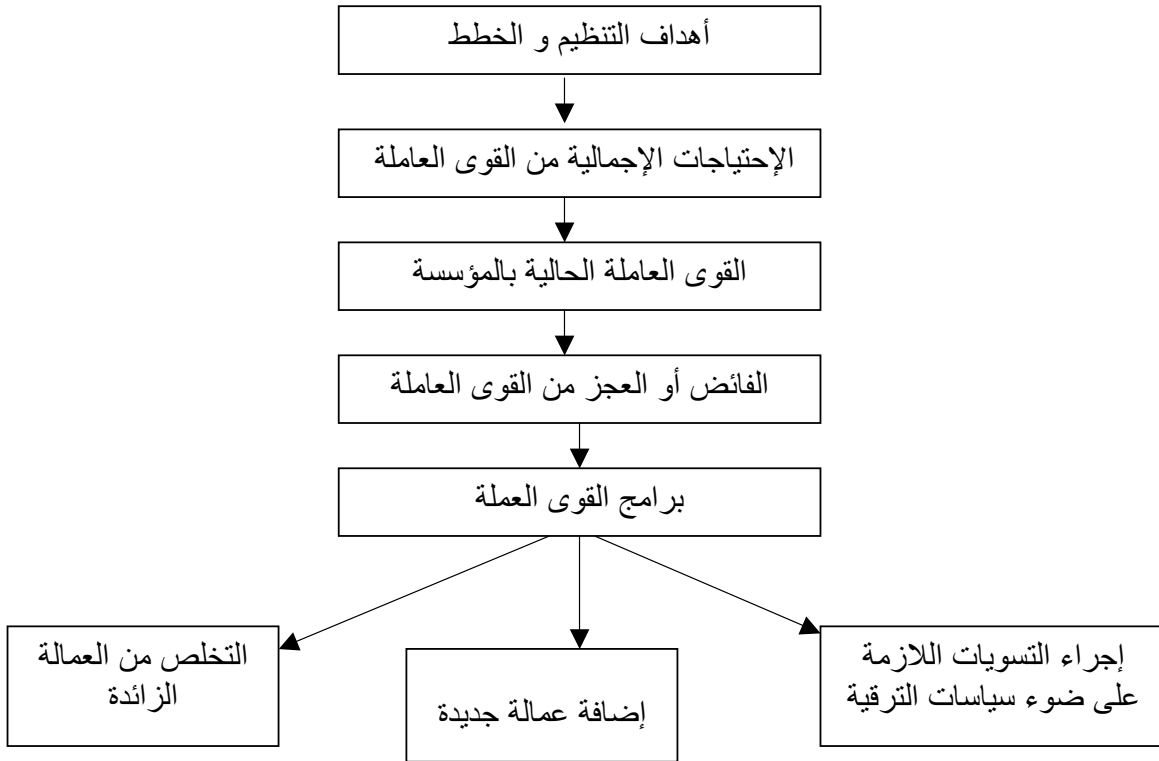 أهداف التنظيم و الخطط
الإحتياجات الإجمالية من القوى العاملة
القوى العاملة الحالية بالمؤسسة
الفائض أو العجز من القوى العاملة
برامج القوى العملة
إجراء التسويات اللازمة
على ضوء سياسات الترقية
إضافة عمالة جديدة
التخلص من العمالة
الزائدة